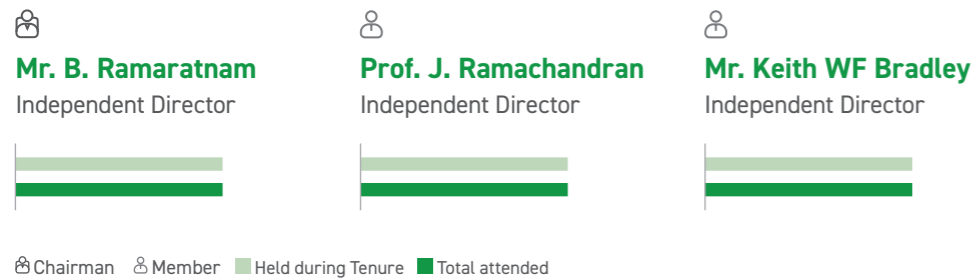 Mr. B. Ramaratnam
Independent Director
Prof. J. Ramachandran
Independent Director
Mr. Keith WF Bradley
Independent Director
Chairman Member Held during Tenure Total attended